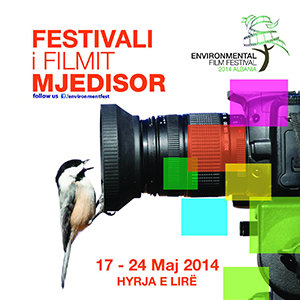 FESTIVALI
i FILMIT
MJEDISOR
follow us /environmentfest
ENVIRONMENTAL
FILM FESTIVAL
2014 ALBANIA
17 - 24 Maj 2014
HYRJA E LIRË